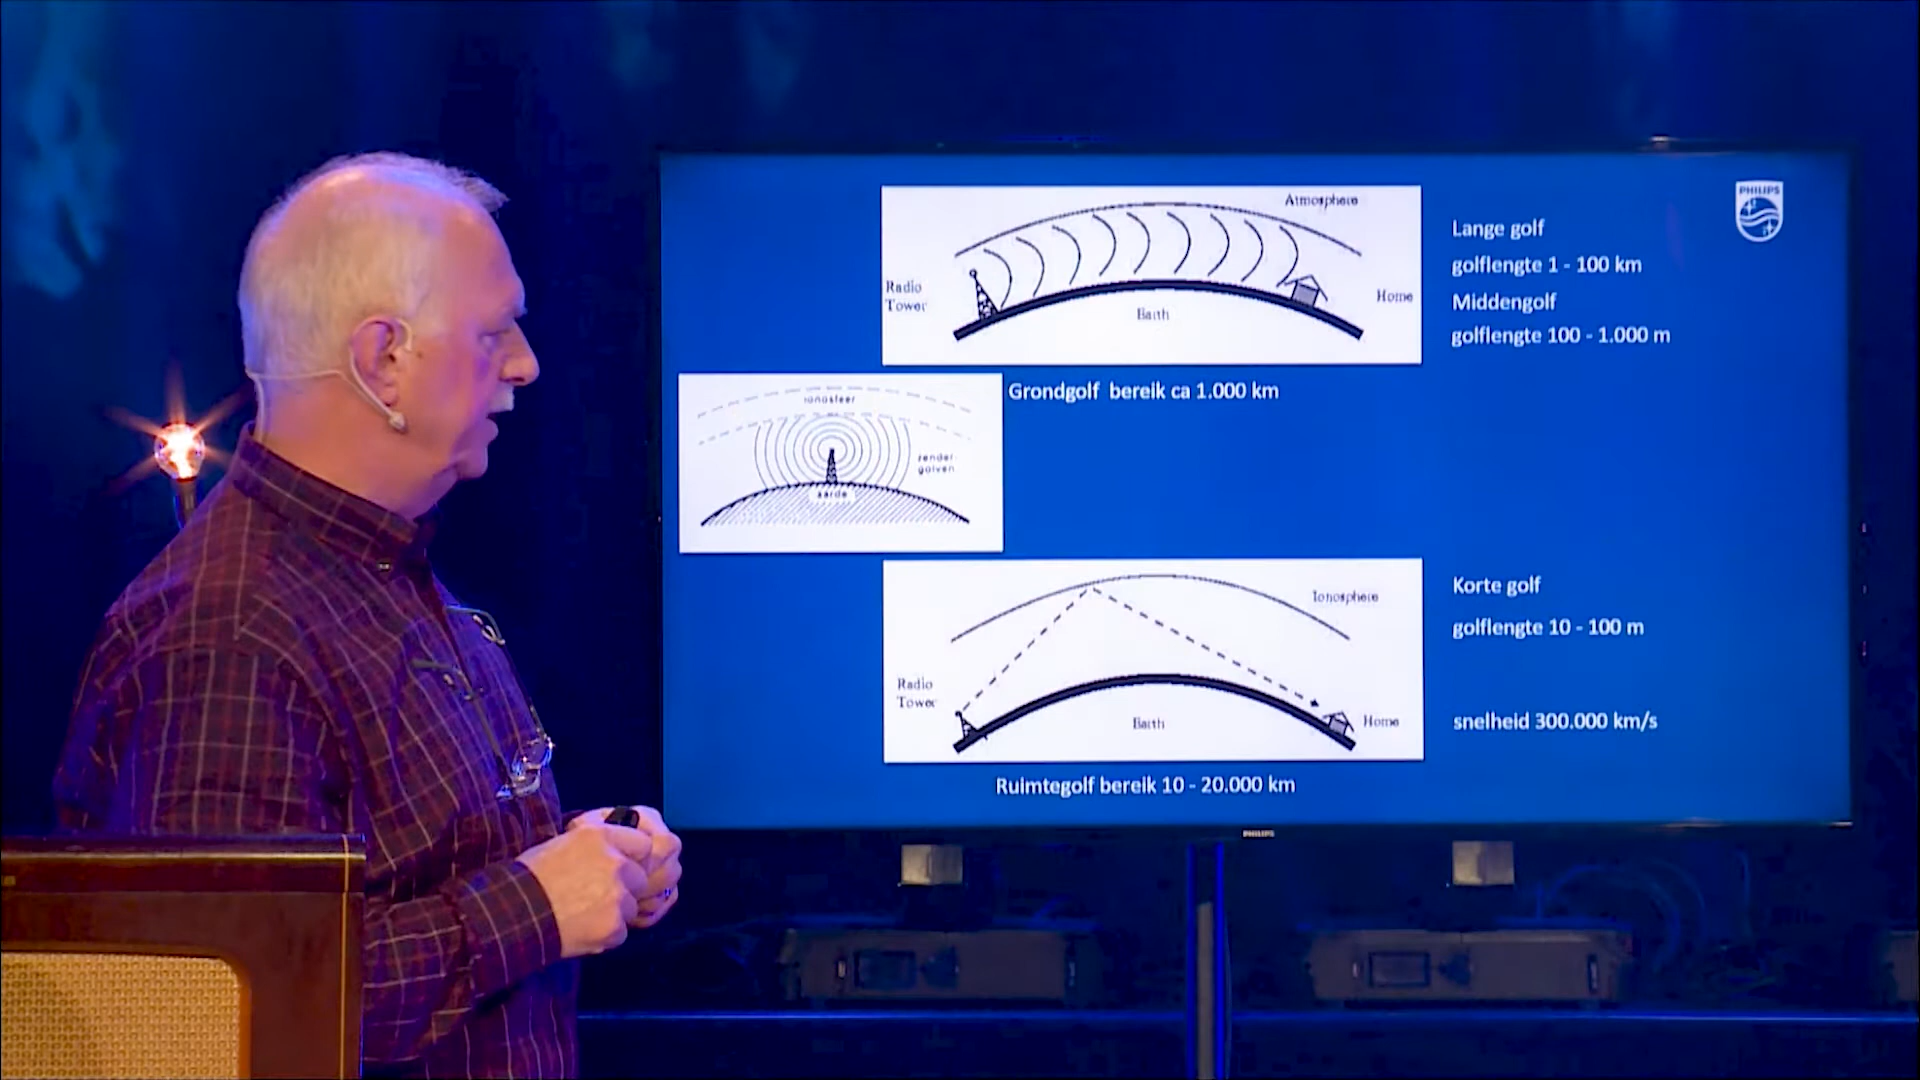 PHILIPS
Atmosphere
Radio
Tower
Home
Earth
Lange golf
golflengte 1 - 100 km
Middengolf
golflengte 100 - 1.000 m
Grondgolf bereik ca 1.000 km
ionosfeer
zender-
golven
aarde
Ionosphere
Radio
Tower
Home
Earth
Korte golf
golflengte 10 - 100 m
snelheid 300.000 km/s
Ruimtegolf bereik 10 - 20.000 km
PHILIPS